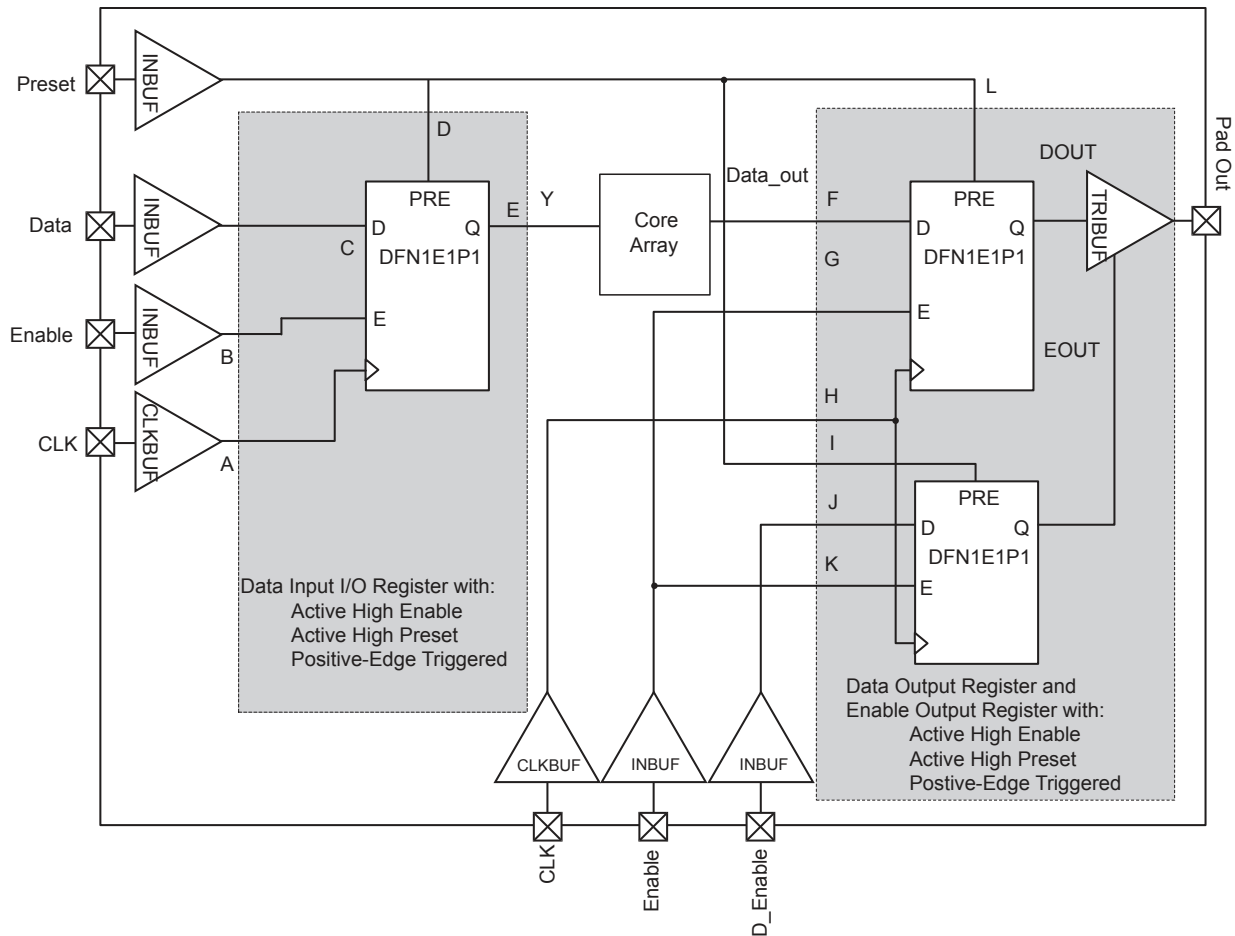 Preset
INBUF
L
D
Pad Out
Data
INBUF
PRE
D
Q
C
DFN1E1P1
E
E
Y
Core
Array
Data_out
F
G
PRE
D
Q
DFN1E1P1
E
DOUT
TRIBUF
EOUT
Enable
INBUF
B
CLK
CLKBUF
A
H
I
J
K
PRE
D
Q
DFN1E1P1
E
Data Input I/O Register with:
Active High Enable
Active High Preset
Positive-Edge Triggered
Data Output Register and
Enable Output Register with:
Active High Enable
Active High Preset
Postive-Edge Triggered
CLKBUF
INBUF
INBUF
CLK
Enable
D_Enable